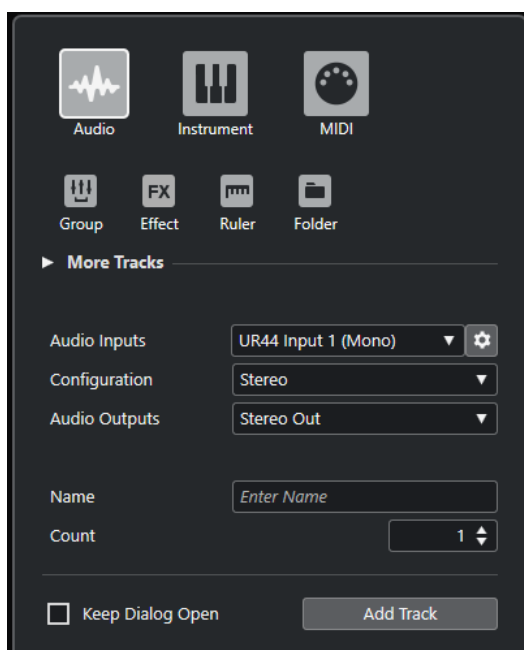 Audio Instrument MIDI
FX
Group Effect Ruler Folder
More Tracks
Audio Inputs UR44 Input 1 (Mono)
Configuration Stereo
Audio Outputs Stereo Out
Name Enter Name
Count 1
Keep Dialog Open Add Track